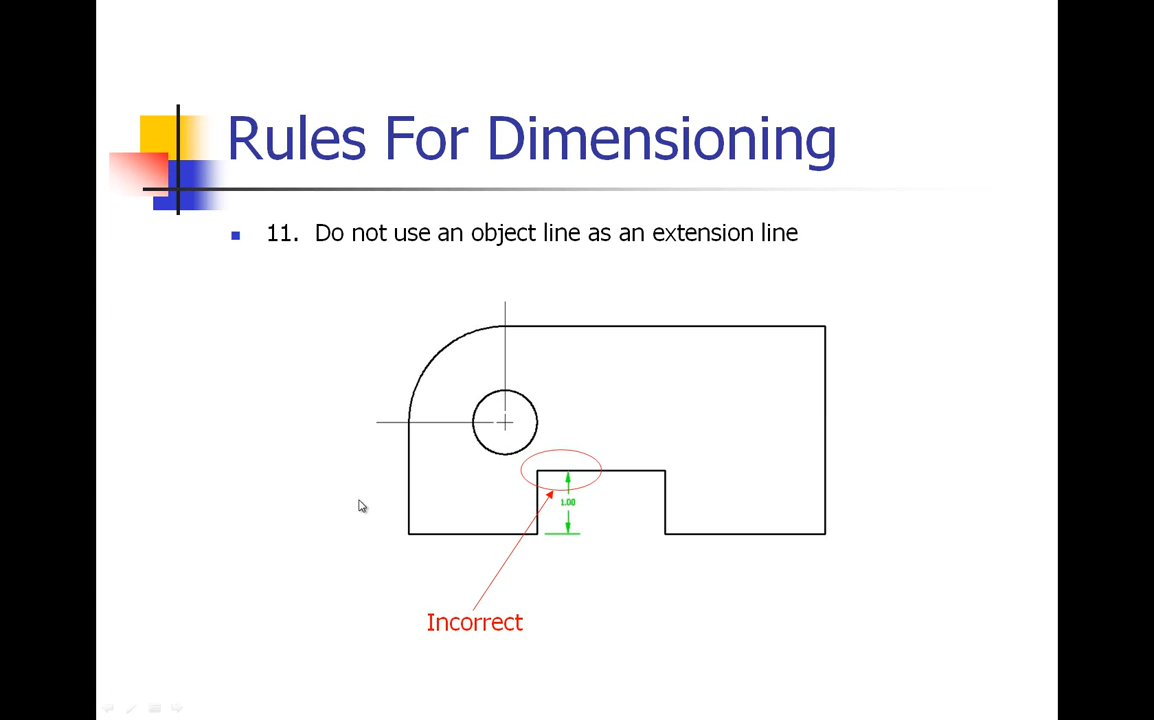 Rules For Dimensioning
11. Do not use an object line as an extension line
1.00
Incorrect